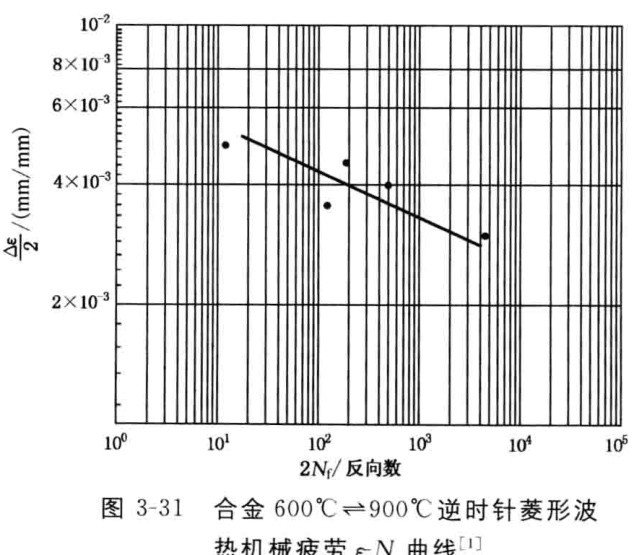 10⁻²
8×10⁻³
6×10⁻³
4×10⁻³
2×10⁻³
Δε/2 /(mm/mm)
10⁰ 10¹ 10² 10³ 10⁴ 10⁵
2Nf/反向数
图 3-31 合金 600℃⇌900℃逆时针菱形波
热机械疲劳 ε-N 曲线[1]